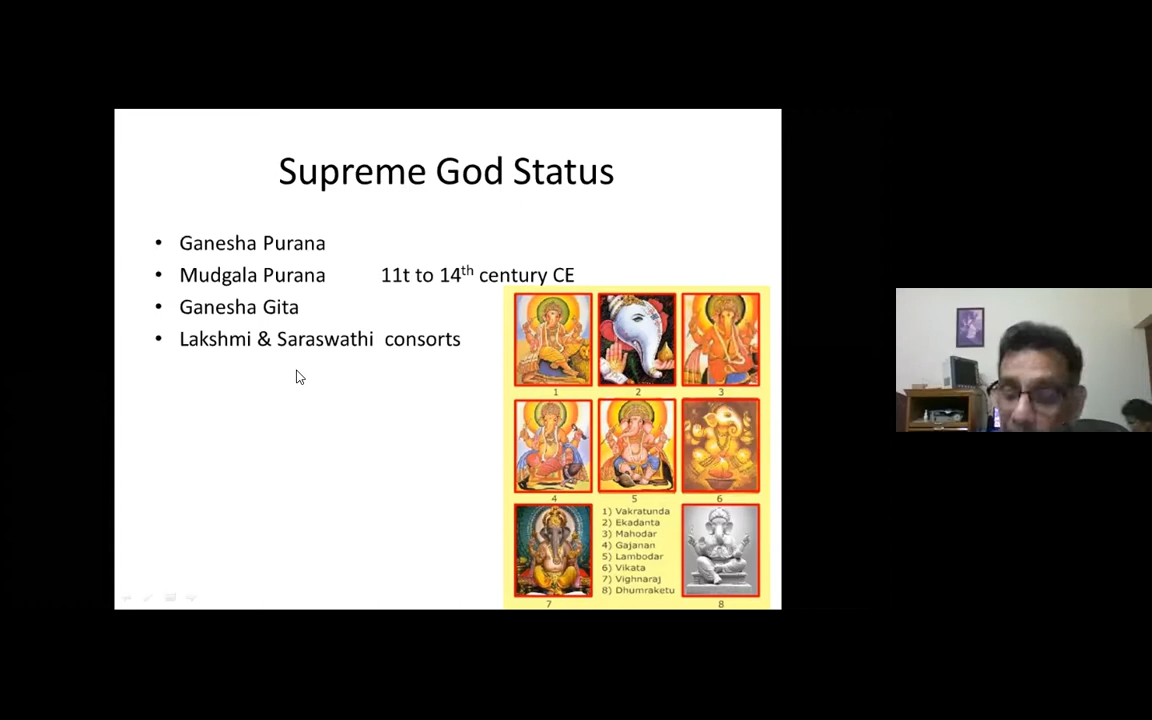 Supreme God Status
• Ganesha Purana
• Mudgala Purana 11t to 14th century CE
• Ganesha Gita
• Lakshmi & Saraswathi consorts
1 2 3
4 5 6
1) Vakratunda
2) Ekadanta
3) Mahodar
4) Gajanan
5) Lambodar
6) Vikata
7) Vighnaraj
8) Dhumraketu
7 8